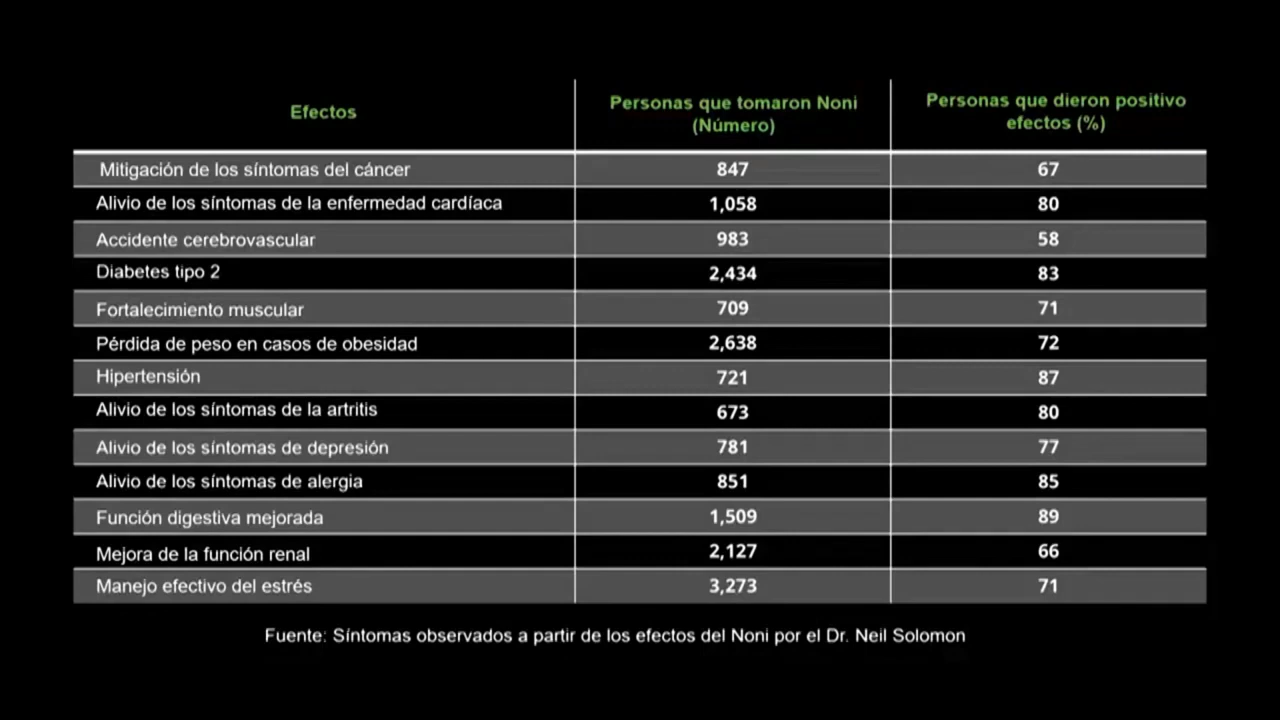 Efectos
Personas que tomaron Noni
(Número)
Personas que dieron positivo
efectos (%)
Mitigación de los síntomas del cáncer 847 67
Alivio de los síntomas de la enfermedad cardíaca 1,058 80
Accidente cerebrovascular 983 58
Diabetes tipo 2 2,434 83
Fortalecimiento muscular 709 71
Pérdida de peso en casos de obesidad 2,638 72
Hipertensión 721 87
Alivio de los síntomas de la artritis 673 80
Alivio de los síntomas de depresión 781 77
Alivio de los síntomas de alergia 851 85
Función digestiva mejorada 1,509 89
Mejora de la función renal 2,127 66
Manejo efectivo del estrés 3,273 71
Fuente: Síntomas observados a partir de los efectos del Noni por el Dr. Neil Solomon